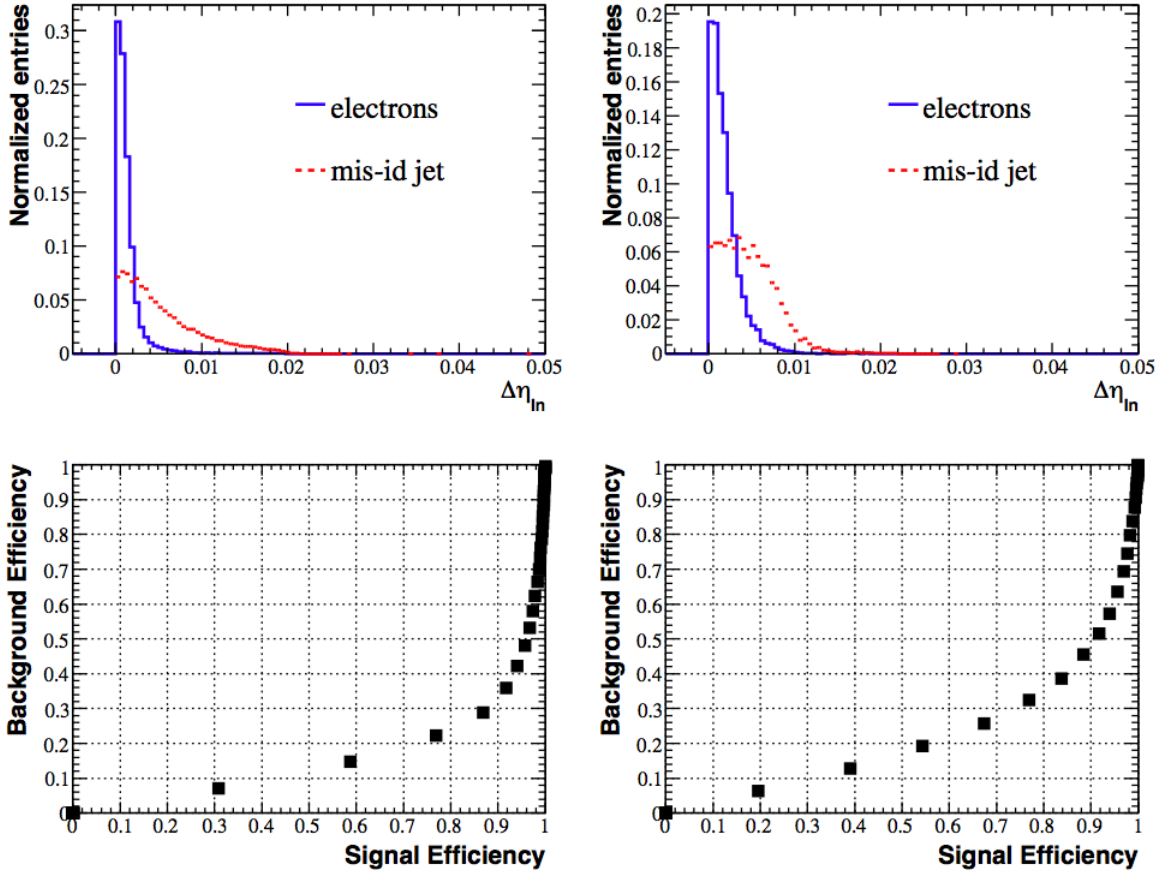 Normalized entries
0.3
0.25
0.2
0.15
0.1
0.05
0
electrons
mis-id jet
0 0.01 0.02 0.03 0.04 0.05
Δη_In
Normalized entries
0.2
0.18
0.16
0.14
0.12
0.1
0.08
0.06
0.04
0.02
0
electrons
mis-id jet
0 0.01 0.02 0.03 0.04 0.05
Δη_In
Background Efficiency
1
0.9
0.8
0.7
0.6
0.5
0.4
0.3
0.2
0.1
0
0 0.1 0.2 0.3 0.4 0.5 0.6 0.7 0.8 0.9 1
Signal Efficiency
Background Efficiency
1
0.9
0.8
0.7
0.6
0.5
0.4
0.3
0.2
0.1
0
0 0.1 0.2 0.3 0.4 0.5 0.6 0.7 0.8 0.9 1
Signal Efficiency